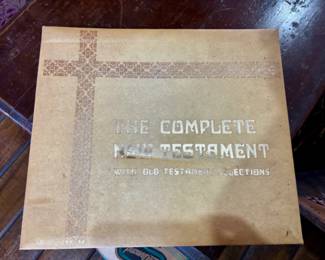 THE COMPLETE
NEW TESTAMENT
WITH OLD TESTAMENT SELECTIONS